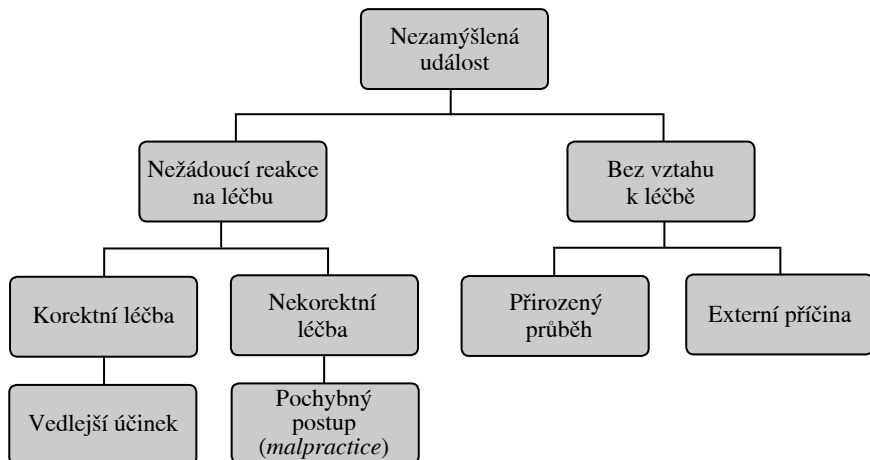 Nezamýšlená
událost
Nežádoucí reakce
na léčbu
Bez vztahu
k léčbě
Korektní léčba
Nekorektní
léčba
Přirozený
průběh
Externí příčina
Vedlejší účinek
Pochybný
postup
(malpractice)